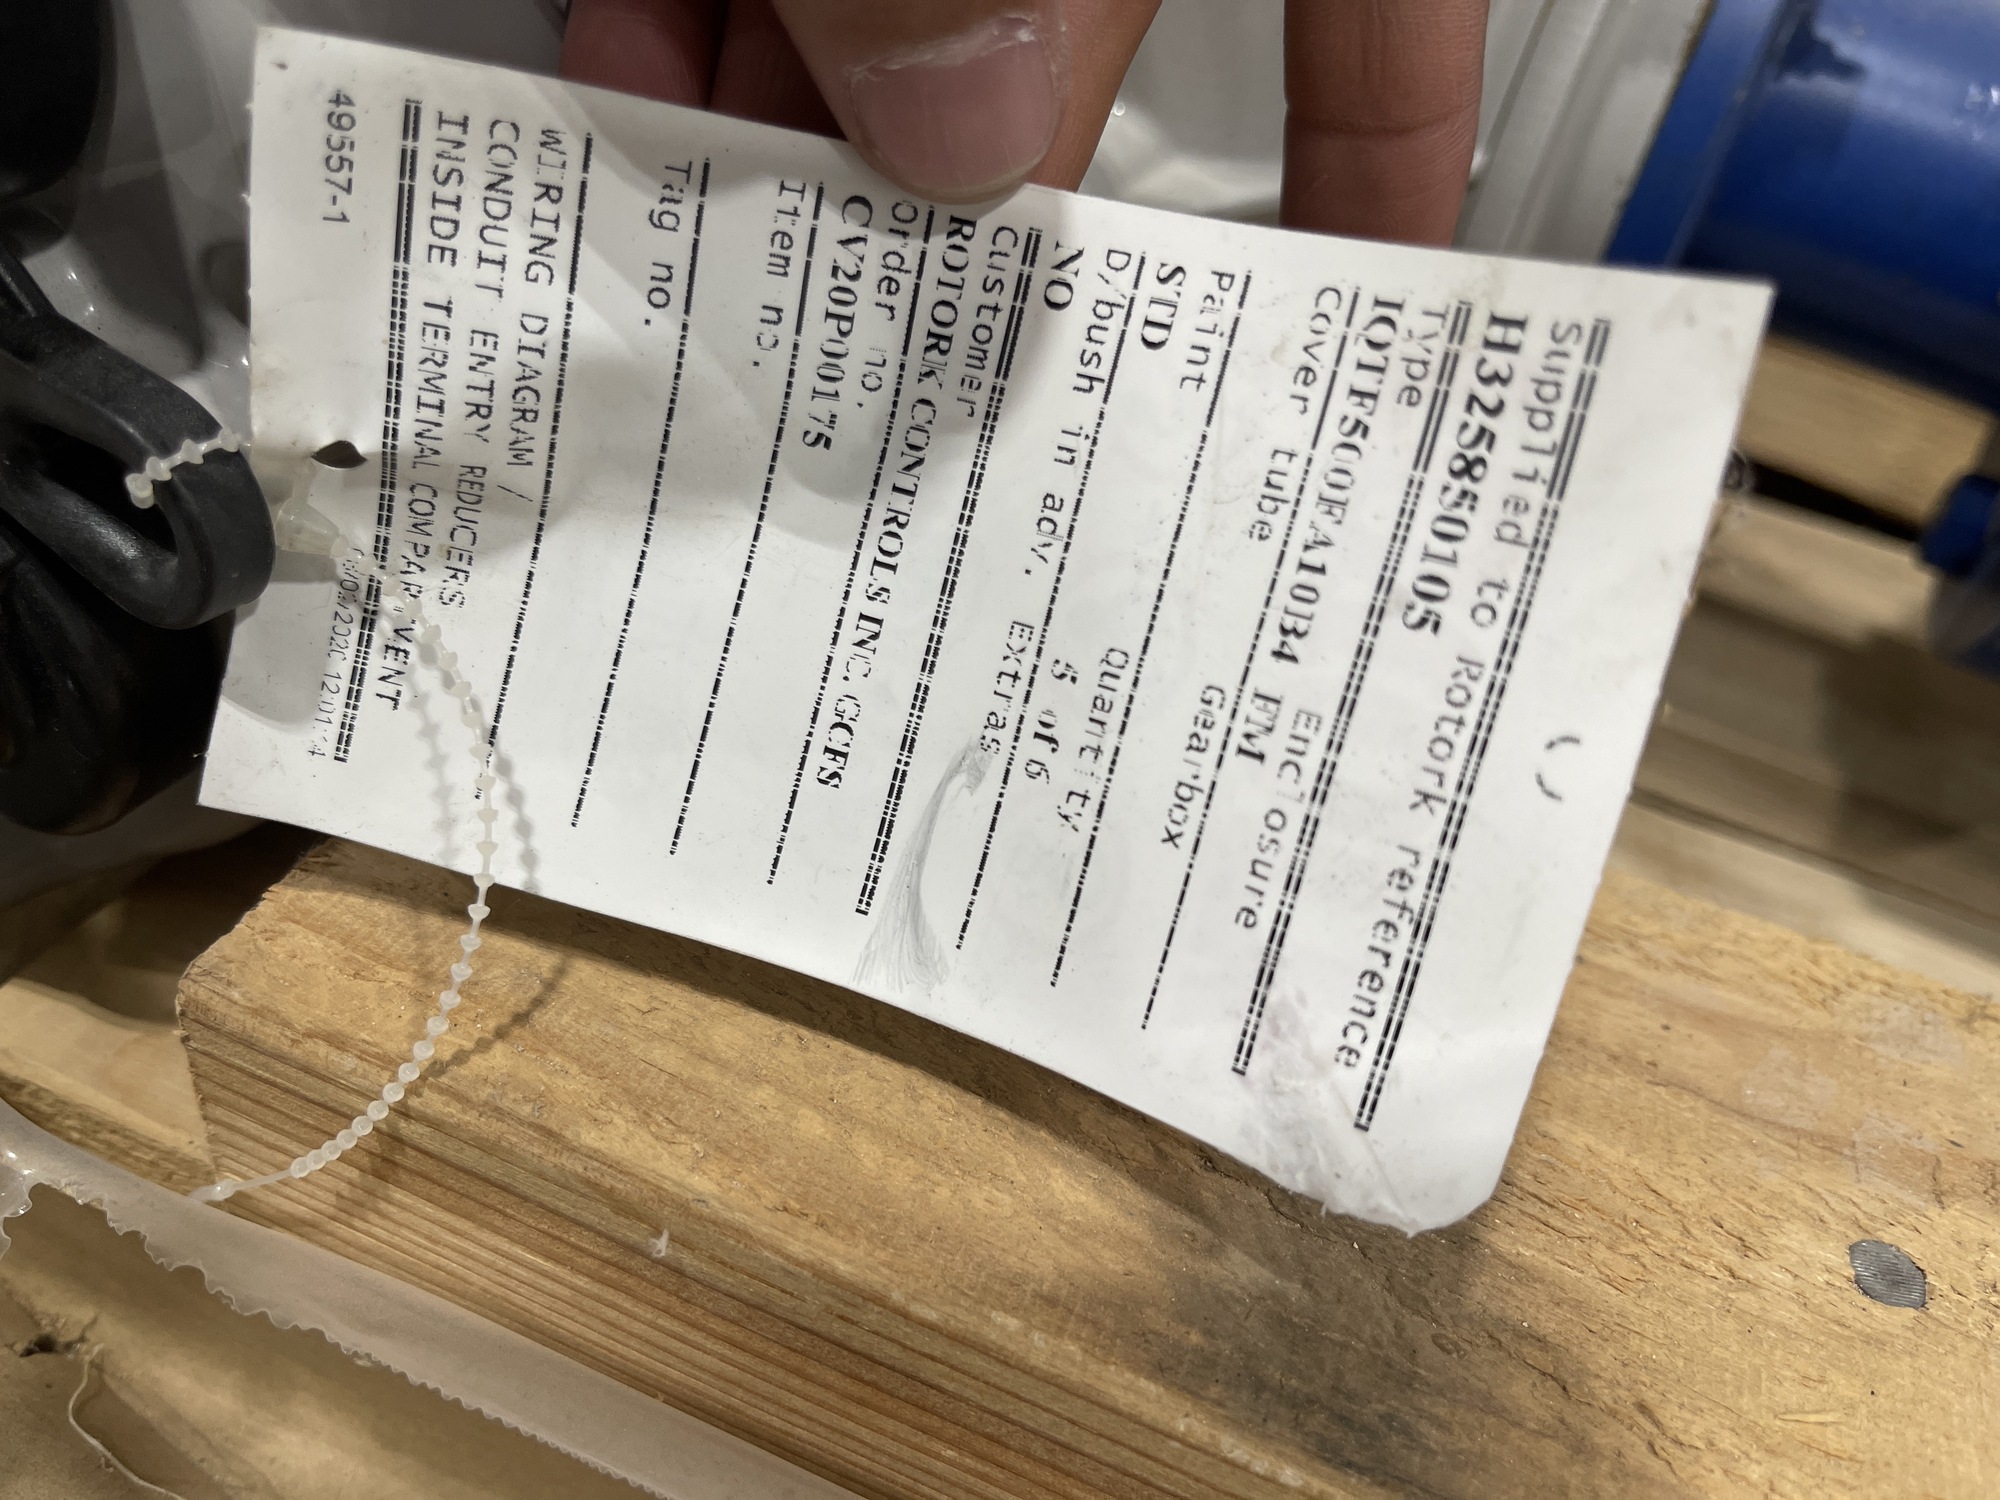 Supplied to Rotork reference
H3258550105
Type Enclosure
IQTF500FA10B4 FM
Cover tube Gearbox
Paint
STD Quantity
D/bush in adv. 5 of 6
NO Extras
Customer
ROTORK CONTROLS INC. GCFS
Order no.
CV20P00175
Item no.
Tag no.
WIRING DIAGRAM /
CONDUIT ENTRY REDUCERS
INSIDE TERMINAL COMPARTMENT
49557-1